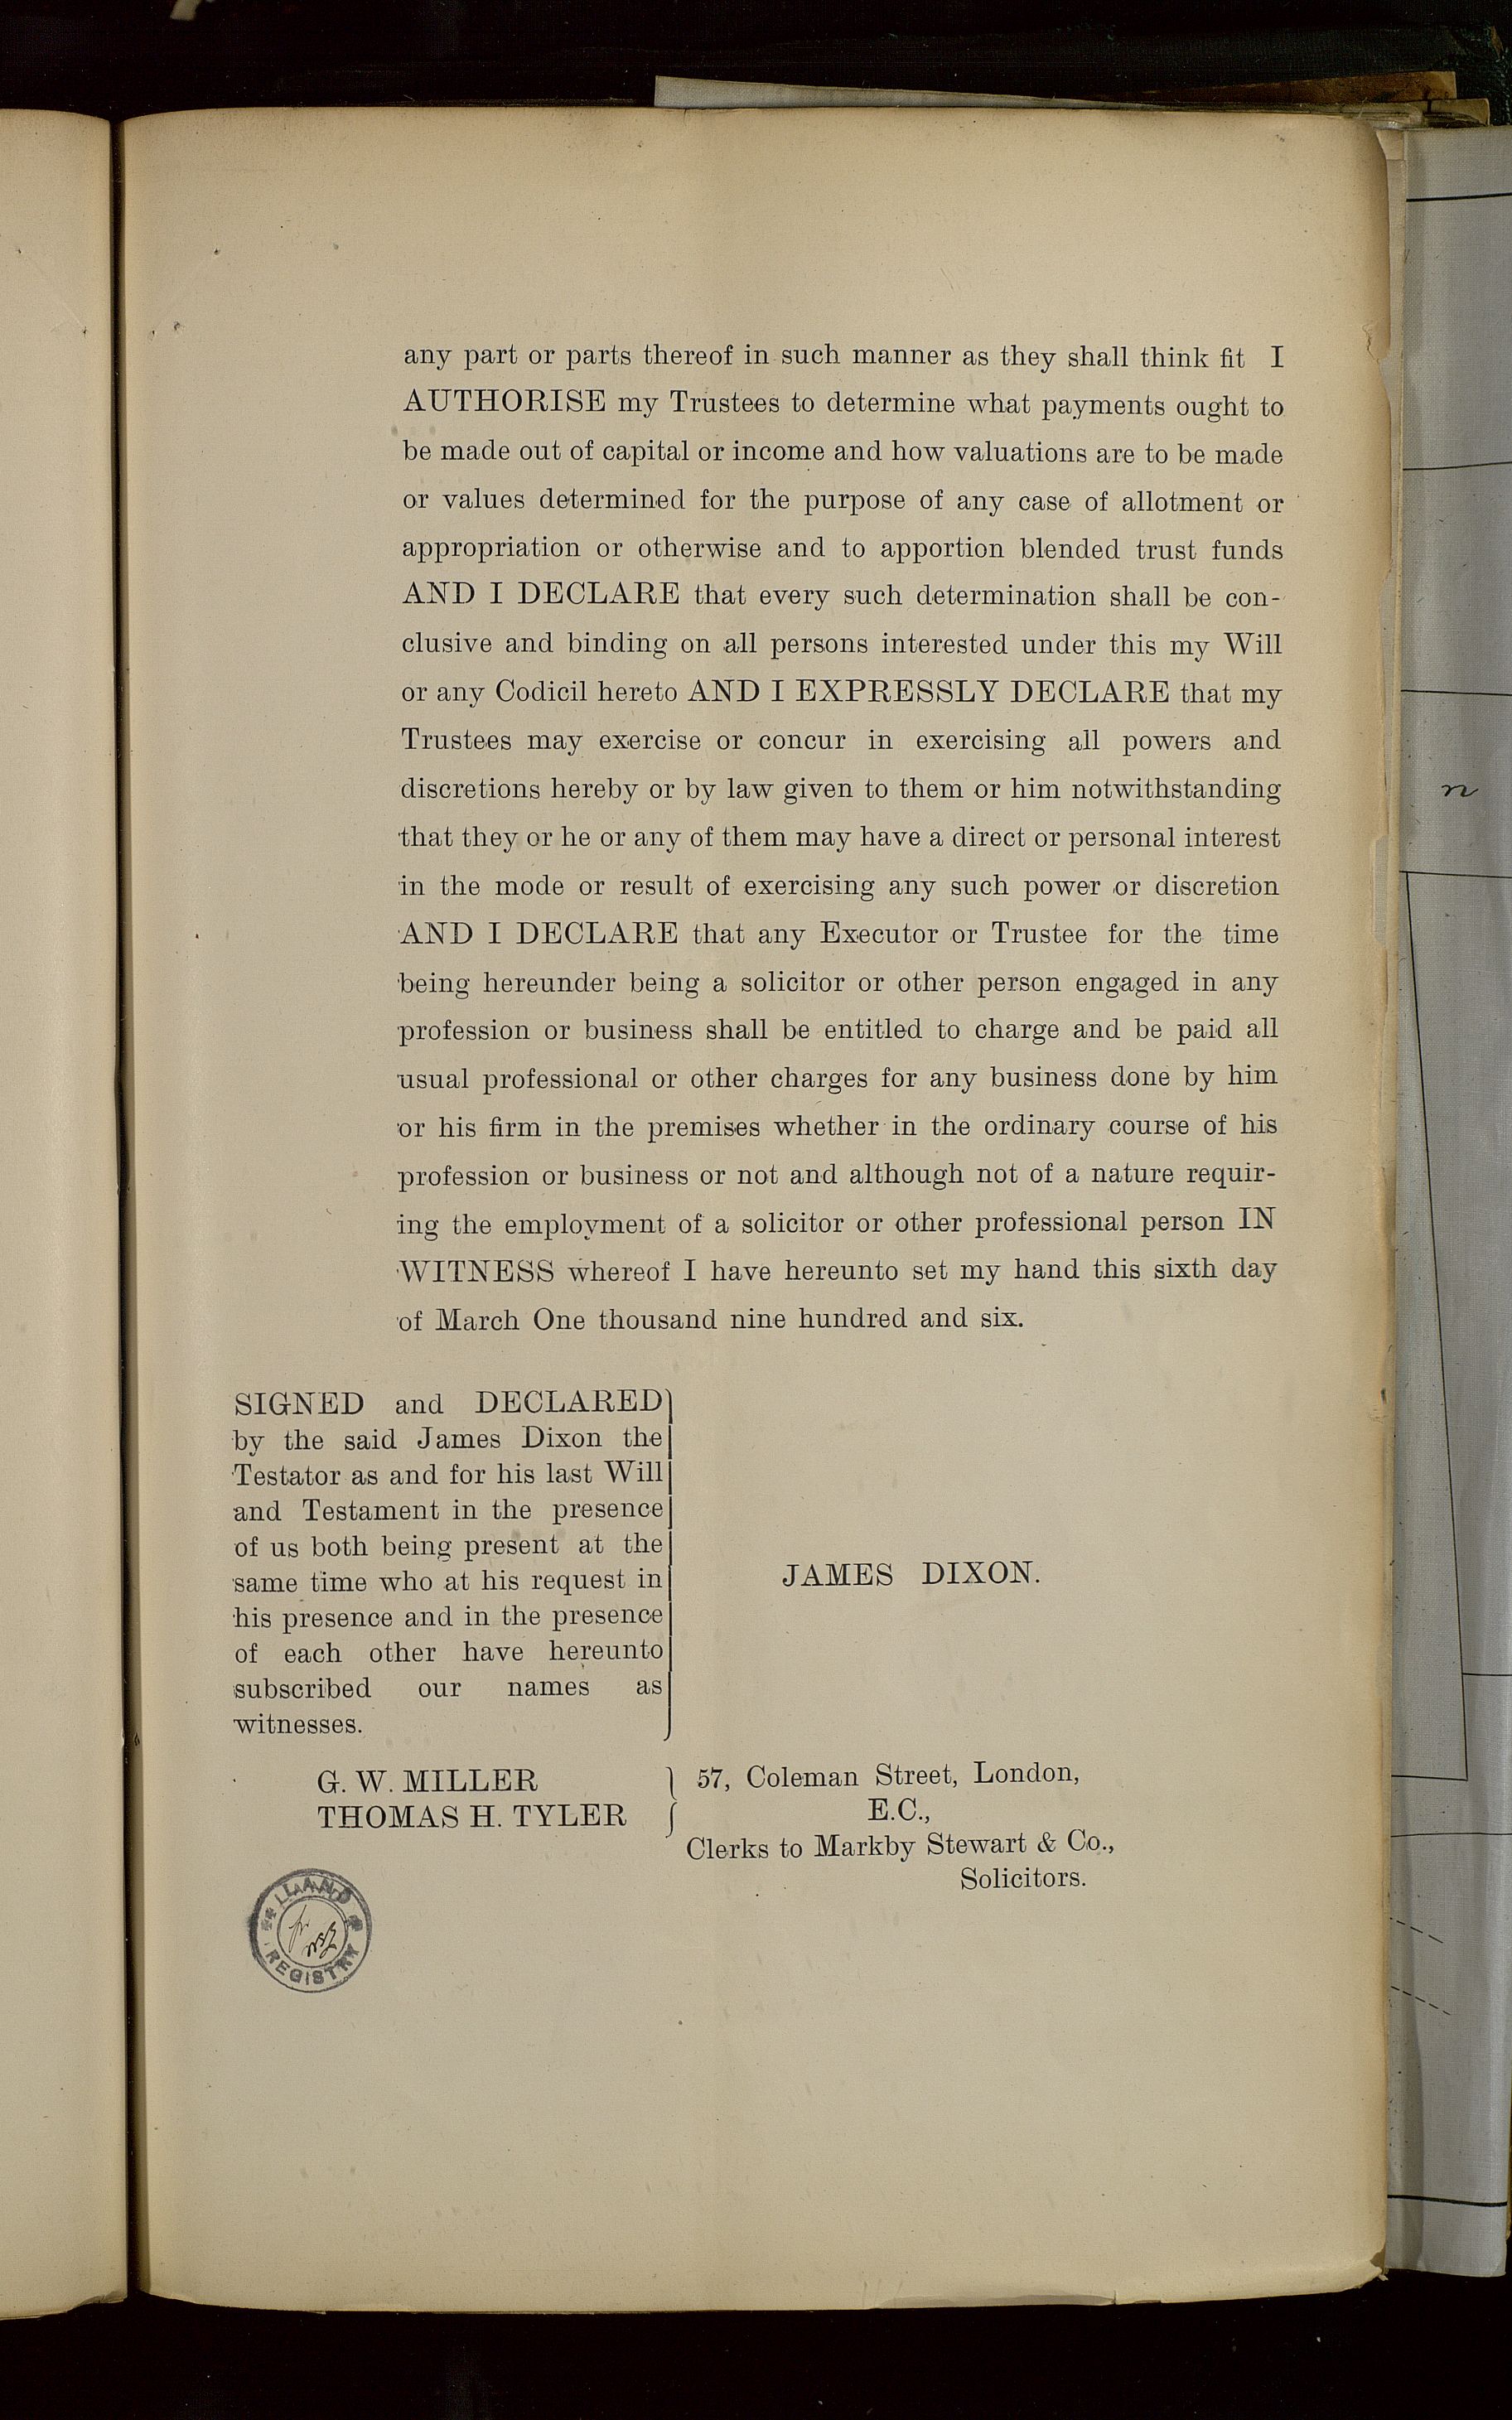 any part or parts thereof in such manner as they shall think fit I
AUTHORISE my Trustees to determine what payments ought to
be made out of capital or income and how valuations are to be made
or values determined for the purpose of any case of allotment or
appropriation or otherwise and to apportion blended trust funds
AND I DECLARE that every such determination shall be con-
clusive and binding on all persons interested under this my Will
or any Codicil hereto AND I EXPRESSLY DECLARE that my
Trustees may exercise or concur in exercising all powers and
discretions hereby or by law given to them or him notwithstanding
that they or he or any of them may have a direct or personal interest
in the mode or result of exercising any such power or discretion
AND I DECLARE that any Executor or Trustee for the time
being hereunder being a solicitor or other person engaged in any
profession or business shall be entitled to charge and be paid all
usual professional or other charges for any business done by him
or his firm in the premises whether in the ordinary course of his
profession or business or not and although not of a nature requir-
ing the employment of a solicitor or other professional person IN
WITNESS whereof I have hereunto set my hand this sixth day
of March One thousand nine hundred and six.
SIGNED and DECLARED
by the said James Dixon the
Testator as and for his last Will
and Testament in the presence
of us both being present at the
same time who at his request in
his presence and in the presence
of each other have hereunto
subscribed our names as
witnesses.
JAMES DIXON.
G. W. MILLER
THOMAS H. TYLER
57, Coleman Street, London,
E.C.,
Clerks to Markby Stewart & Co.,
Solicitors.
LAND
REGISTRY
n